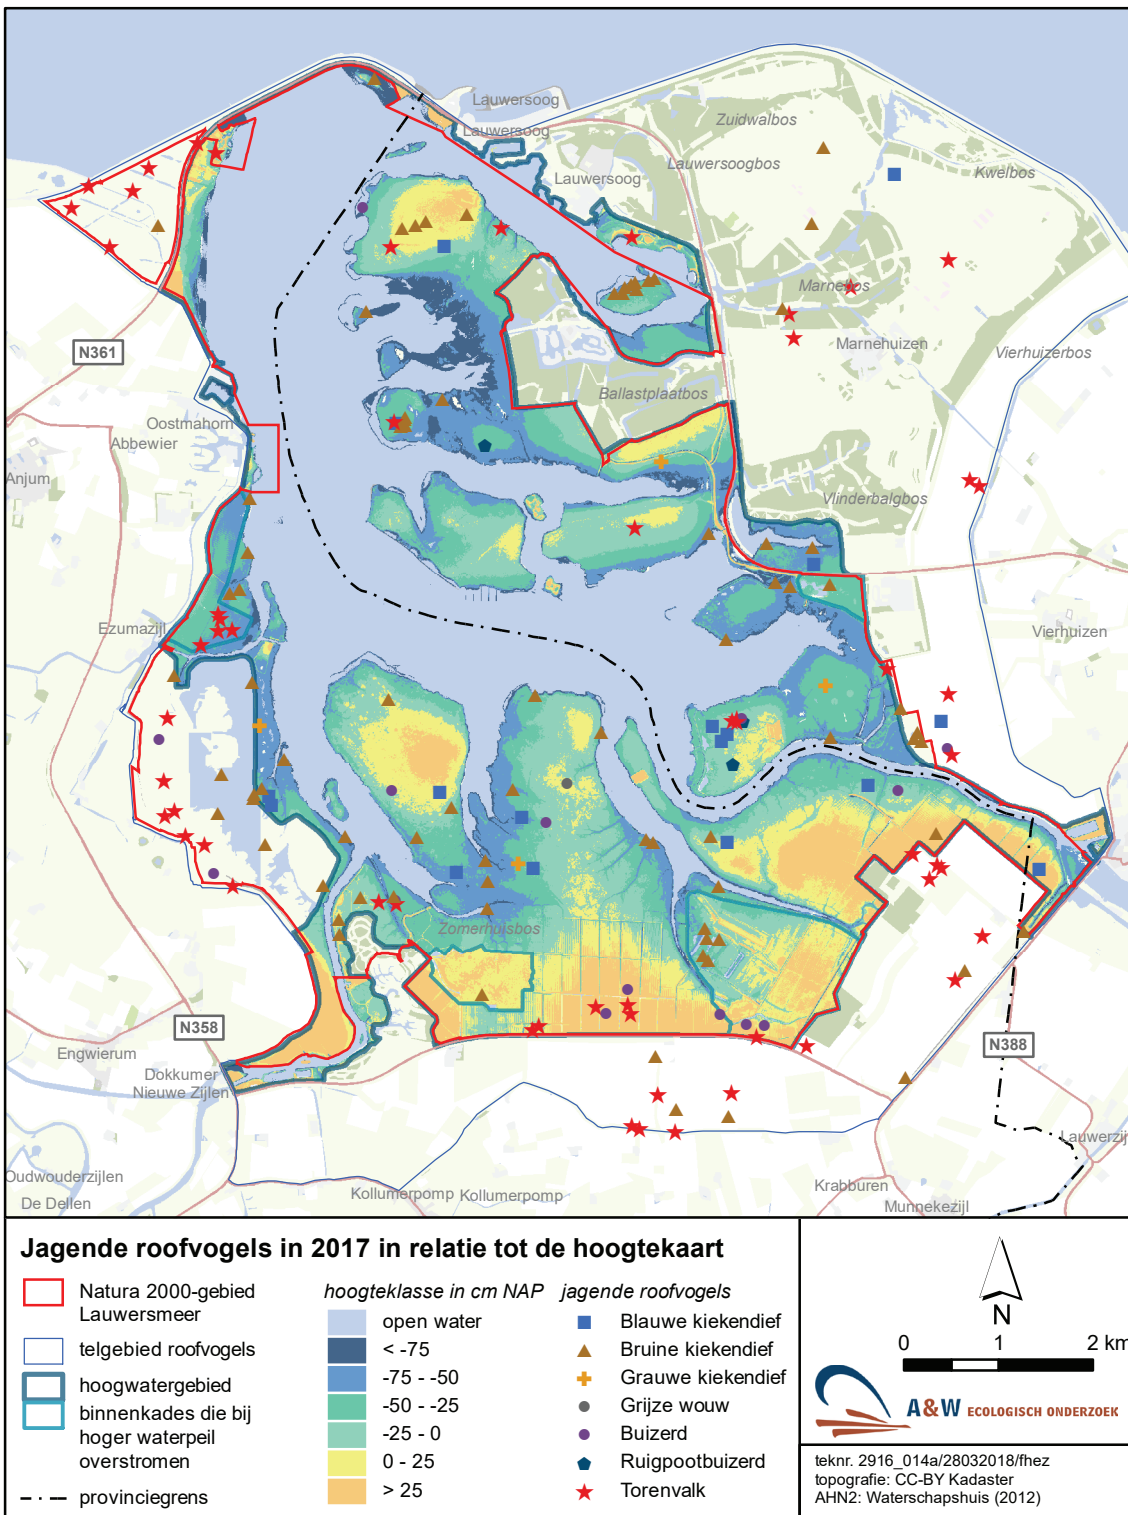 Lauwersoog
Lauwersoog
Zuidwalbos
Lauwersoogbos
Kwelbos
Lauwersoog
Marnebos
N361
Marnehuizen
Vierhuizerbos
Ballastplaatbos
Oostmahorn
Abbewier
Anjum
Vlinderbalgbos
Ezumazijl
Vierhuizen
Zomerhuisbos
N358
N388
Engwierum
Dokkumer
Nieuwe Zijlen
Lauwerzijl
Oudwouderzijlen
De Dellen
Kollumerpomp
Kollumerpomp
Krabburen
Munnekezijl
Jagende roofvogels in 2017 in relatie tot de hoogtekaart
Natura 2000-gebied
Lauwersmeer
telgebied roofvogels
hoogwatergebied
binnenkades die bij
hoger waterpeil
overstromen
provinciegrens
hoogteklasse in cm NAP
open water
< -75
-75 - -50
-50 - -25
-25 - 0
0 - 25
> 25
jagende roofvogels
Blauwe kiekendief
Bruine kiekendief
Grauwe kiekendief
Grijze wouw
Buizerd
Ruigpootbuizerd
Torenvalk
N
0 1 2 km
A&W ECOLOGISCH ONDERZOEK
teknr. 2916_014a/28032018/fhez
topografie: CC-BY Kadaster
AHN2: Waterschapshuis (2012)